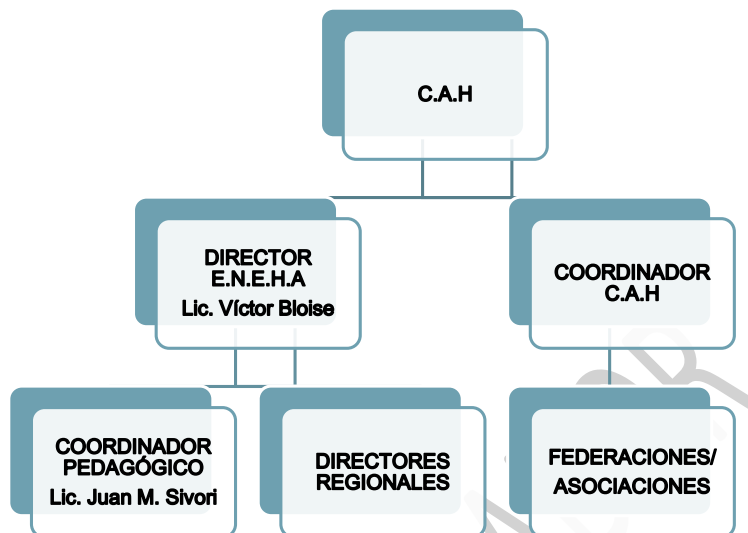 C.A.H
DIRECTOR
E.N.E.H.A
Lic. Víctor Bloise
COORDINADOR
C.A.H
COORDINADOR
PEDAGÓGICO
Lic. Juan M. Sivori
DIRECTORES
REGIONALES
FEDERACIONES/
ASOCIACIONES